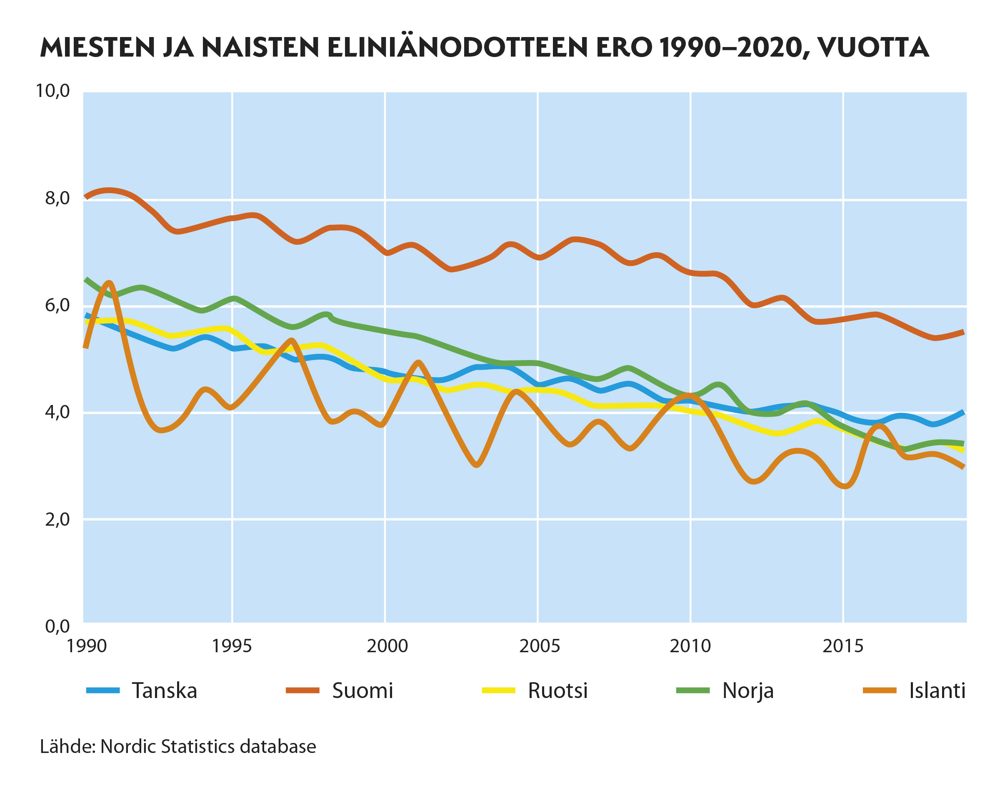 MIESTEN JA NAISTEN ELINIÄNODOTTEEN ERO 1990–2020, VUOTTA
10,0
8,0
6,0
4,0
2,0
0,0
1990 1995 2000 2005 2010 2015
Tanska Suomi Ruotsi Norja Islanti
Lähde: Nordic Statistics database